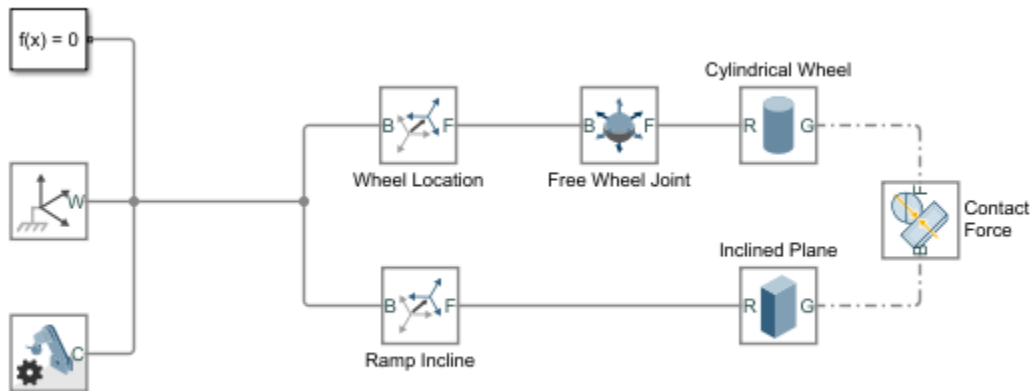 f(x) = 0
Cylindrical Wheel
B F
B F
R G
Wheel Location
Free Wheel Joint
W
F
Contact
Force
B
Inclined Plane
B F
R G
Ramp Incline
C